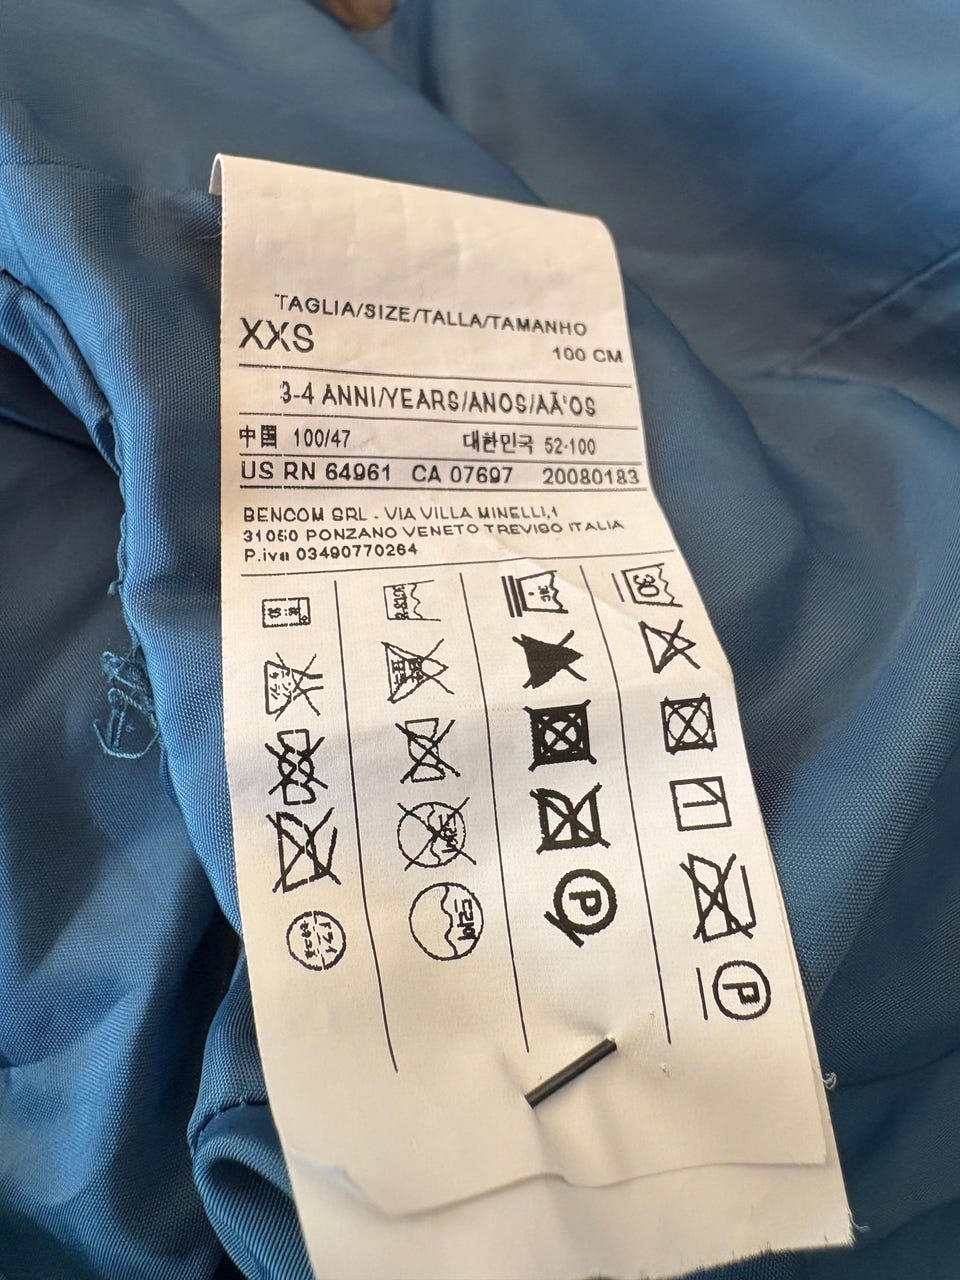 TAGLIA/SIZE/TALLA/TAMANHO
XXS
100 CM
3-4 ANNI/YEARS/ANOS/AÃ'OS
中国 100/47 대한민국 52-100
US RN 64961 CA 07697 20080183
BENCOM SRL - VIA VILLA MINELLI,1
31050 PONZANO VENETO TREVISO ITALIA
P.iva 03490770264
30
30C
P
P